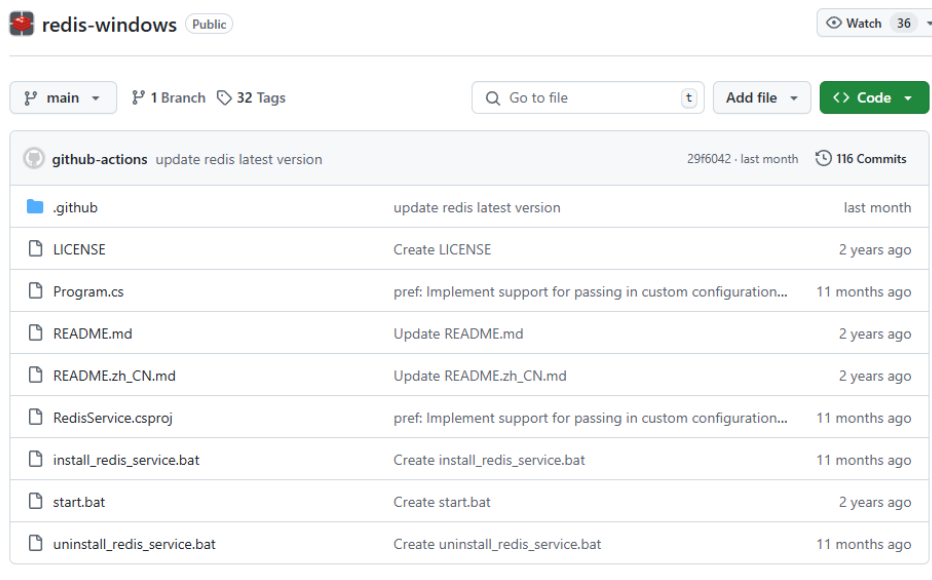 redis-windows Public Watch 36
main 1 Branch 32 Tags Go to file t Add file Code
github-actions update redis latest version 29f6042 · last month 116 Commits
.github update redis latest version last month
LICENSE Create LICENSE 2 years ago
Program.cs pref: Implement support for passing in custom configuration... 11 months ago
README.md Update README.md 2 years ago
README.zh_CN.md Update README.zh_CN.md 2 years ago
RedisService.csproj pref: Implement support for passing in custom configuration... 11 months ago
install_redis_service.bat Create install_redis_service.bat 11 months ago
start.bat Create start.bat 2 years ago
uninstall_redis_service.bat Create uninstall_redis_service.bat 11 months ago